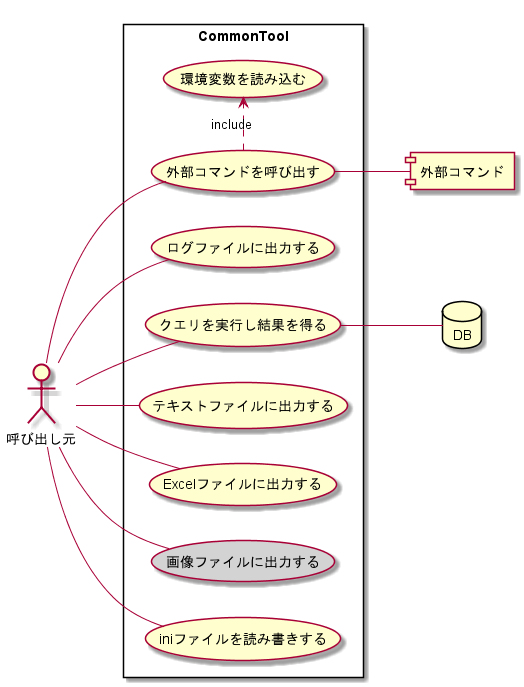 CommonTool
環境変数を読み込む
include
外部コマンドを呼び出す
外部コマンド
ログファイルに出力する
クエリを実行し結果を得る
DB
テキストファイルに出力する
呼び出し元
Excelファイルに出力する
画像ファイルに出力する
iniファイルを読み書きする